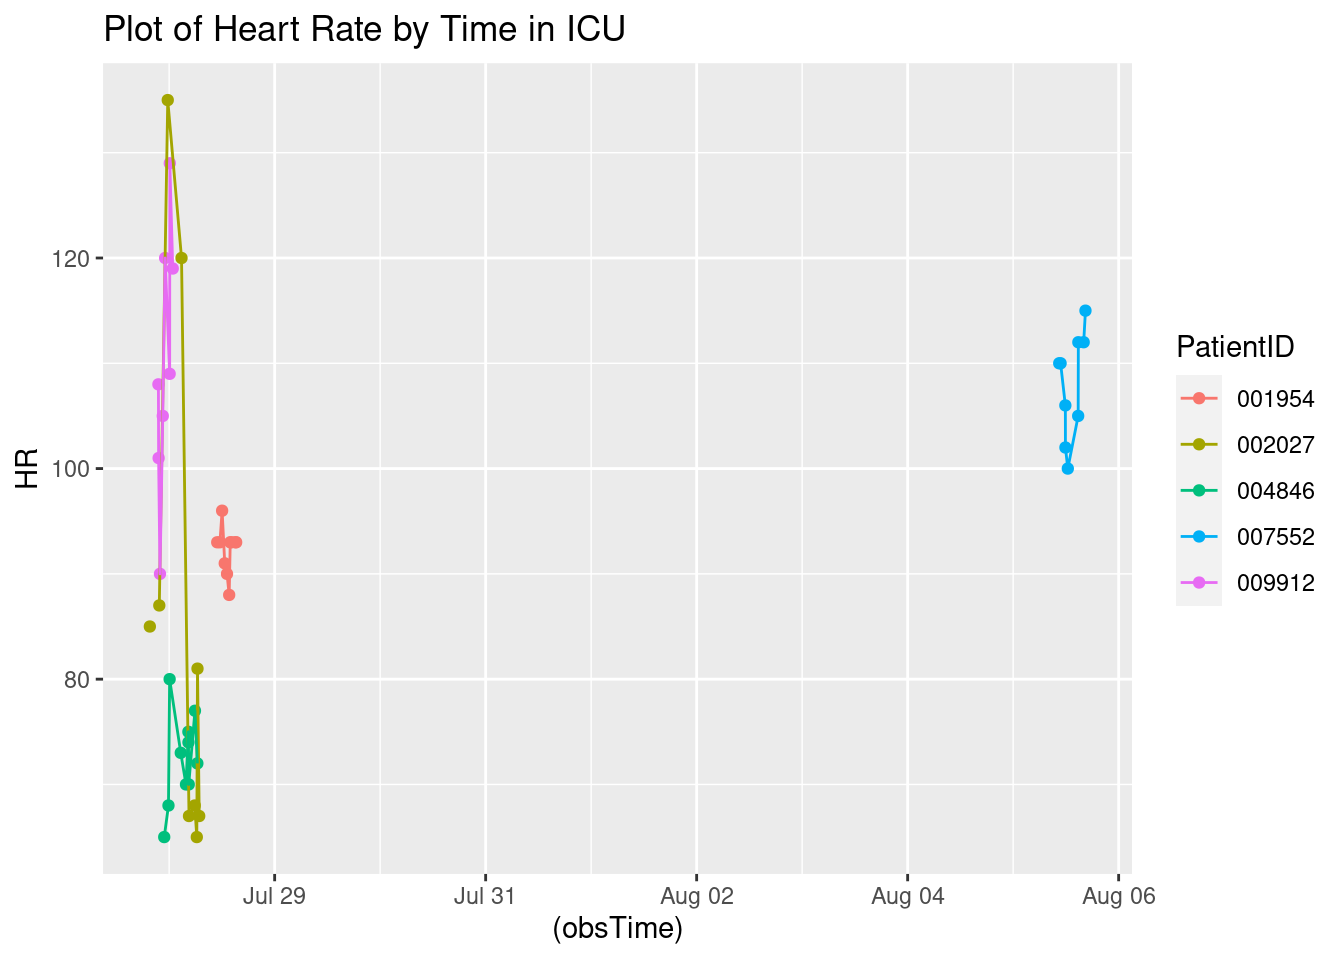 Plot of Heart Rate by Time in ICU
HR
120
100
80
Jul 29 Jul 31 Aug 02 Aug 04 Aug 06
(obsTime)
PatientID
001954
002027
004846
007552
009912